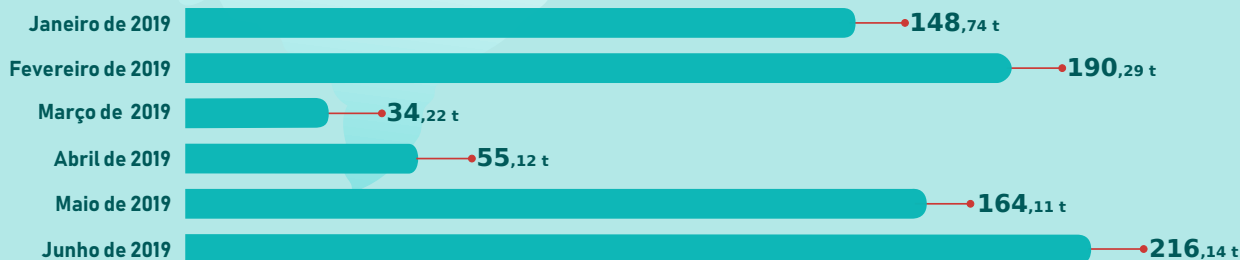 Janeiro de 2019 148,74 t
Fevereiro de 2019 190,29 t
Março de 2019 34,22 t
Abril de 2019 55,12 t
Maio de 2019 164,11 t
Junho de 2019 216,14 t